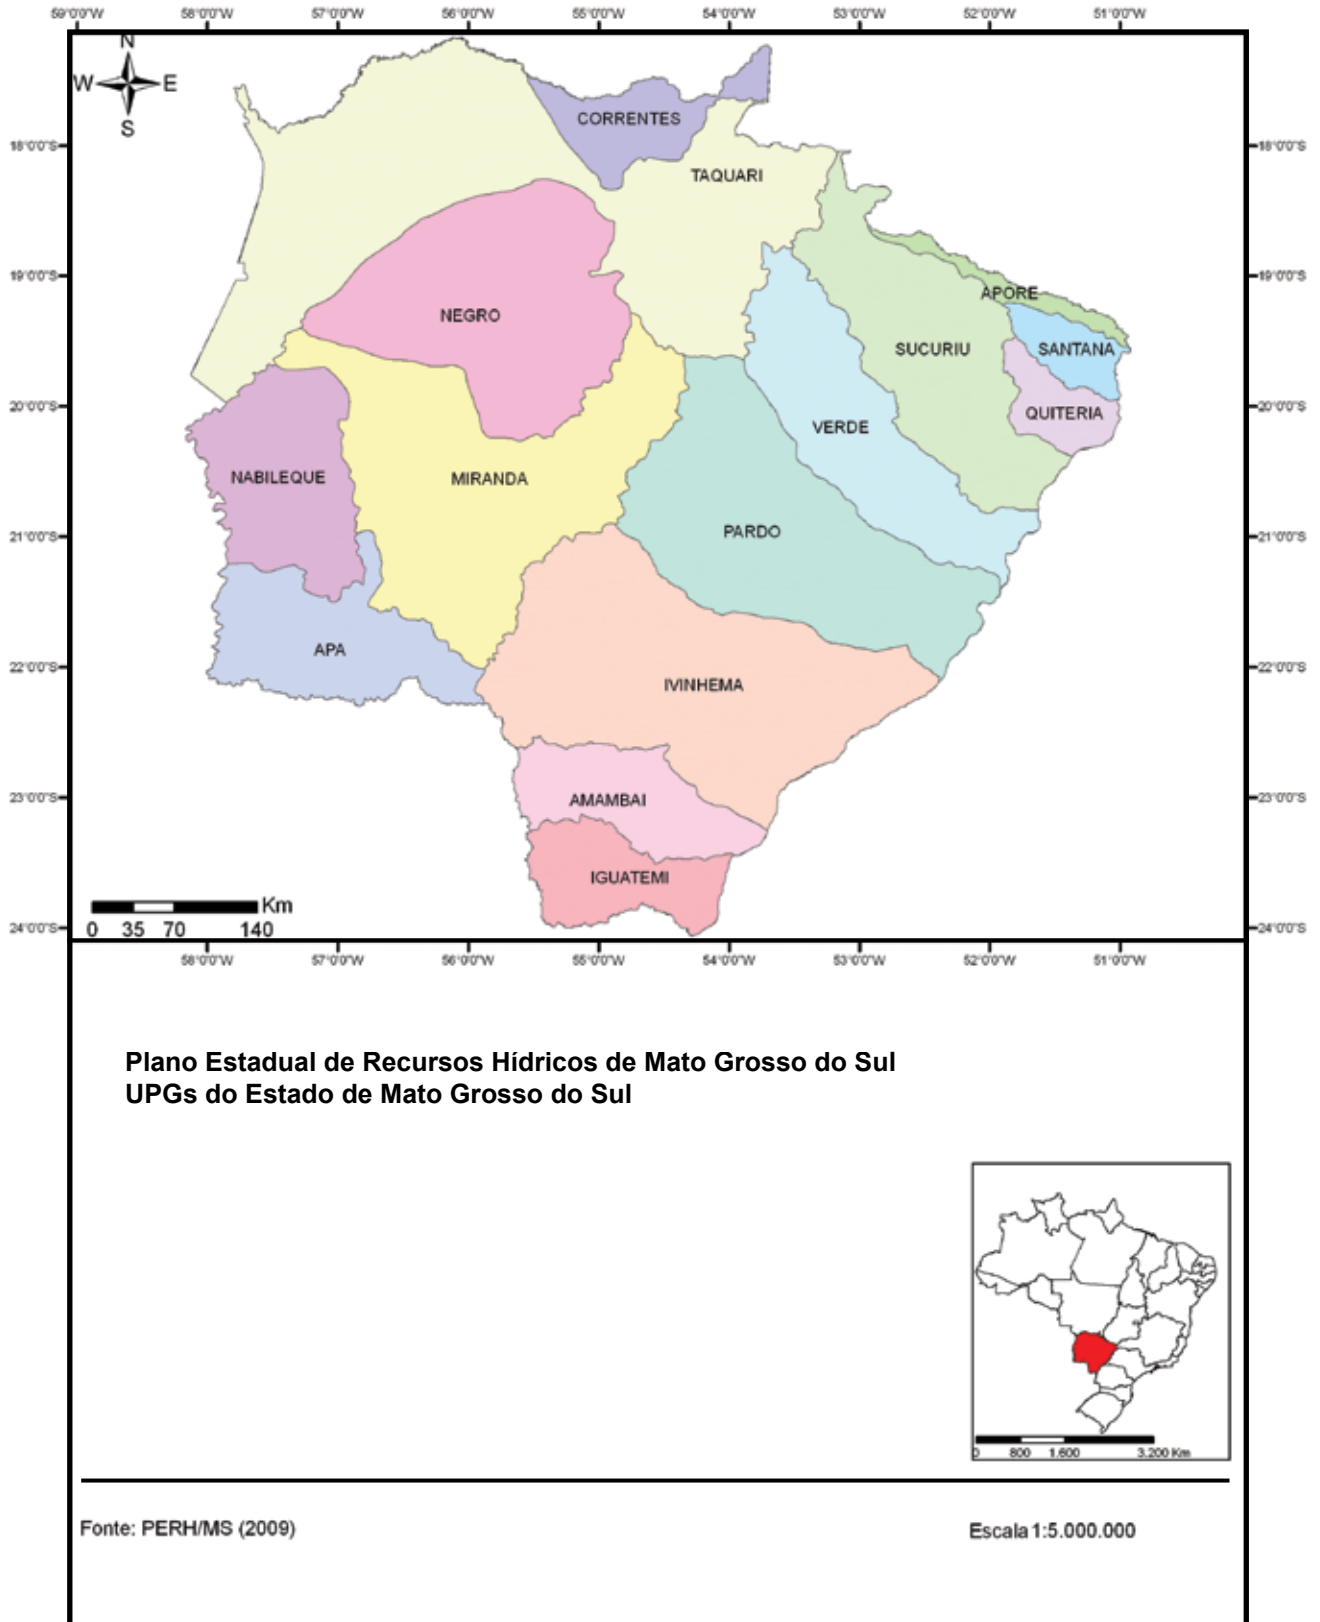 59°0'0"W 58°0'0"W 57°0'0"W 56°0'0"W 55°0'0"W 54°0'0"W 53°0'0"W 52°0'0"W 51°0'0"W
N
W E
S
CORRENTES
18°0'0"S 18°0'0"S
TAQUARI
19°0'0"S 19°0'0"S
APORE
NEGRO
SUCURIU
SANTANA
20°0'0"S 20°0'0"S
QUITERIA
VERDE
NABILEQUE
MIRANDA
PARDO
21°0'0"S 21°0'0"S
APA
22°0'0"S 22°0'0"S
IVINHEMA
23°0'0"S 23°0'0"S
AMAMBAI
IGUATEMI
Km
0 35 70 140
24°0'0"S 24°0'0"S
58°0'0"W 57°0'0"W 56°0'0"W 55°0'0"W 54°0'0"W 53°0'0"W 52°0'0"W 51°0'0"W
Plano Estadual de Recursos Hídricos de Mato Grosso do Sul
UPGs do Estado de Mato Grosso do Sul
0 800 1.600 3.200 Km
Fonte: PERH/MS (2009)
Escala 1:5.000.000